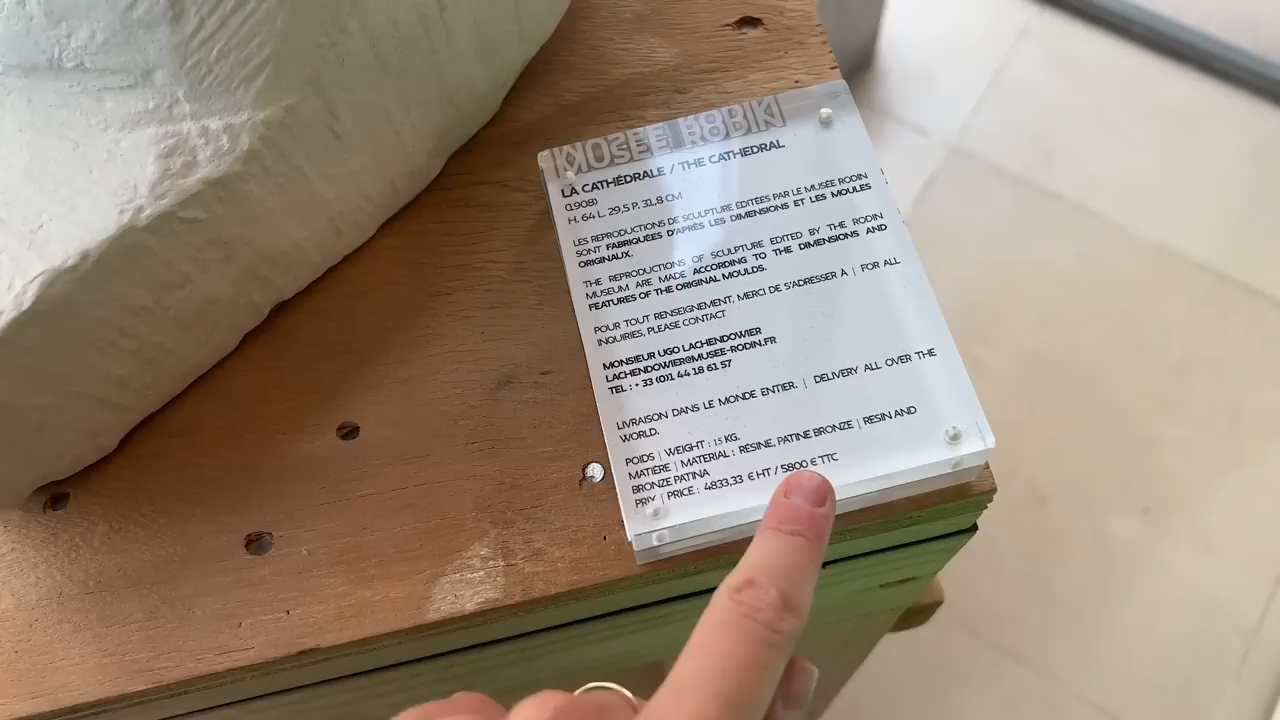 MUSEE RODIN
LA CATHÉDRALE / THE CATHEDRAL
(1908)
H. 64 L. 29,5 P. 31,8 CM
LES REPRODUCTIONS DE SCULPTURE ÉDITÉES PAR LE MUSÉE RODIN
SONT FABRIQUÉES D'APRÈS LES DIMENSIONS ET LES MOULES
ORIGINAUX.
THE REPRODUCTIONS OF SCULPTURE EDITED BY THE RODIN
MUSEUM ARE MADE ACCORDING TO THE DIMENSIONS AND
FEATURES OF THE ORIGINAL MOULDS.
POUR TOUT RENSEIGNEMENT, MERCI DE S'ADRESSER À | FOR ALL
INQUIRIES, PLEASE CONTACT
MONSIEUR UGO LACHENDOWIER
LACHENDOWIER@MUSEE-RODIN.FR
TEL : + 33 (0)1 44 18 61 57
LIVRAISON DANS LE MONDE ENTIER. | DELIVERY ALL OVER THE
WORLD.
POIDS | WEIGHT : 15 KG.
MATIÈRE | MATERIAL : RÉSINE, PATINE BRONZE | RESIN AND
BRONZE PATINA
PRIX | PRICE : 4833,33 € HT / 5800 € TTC